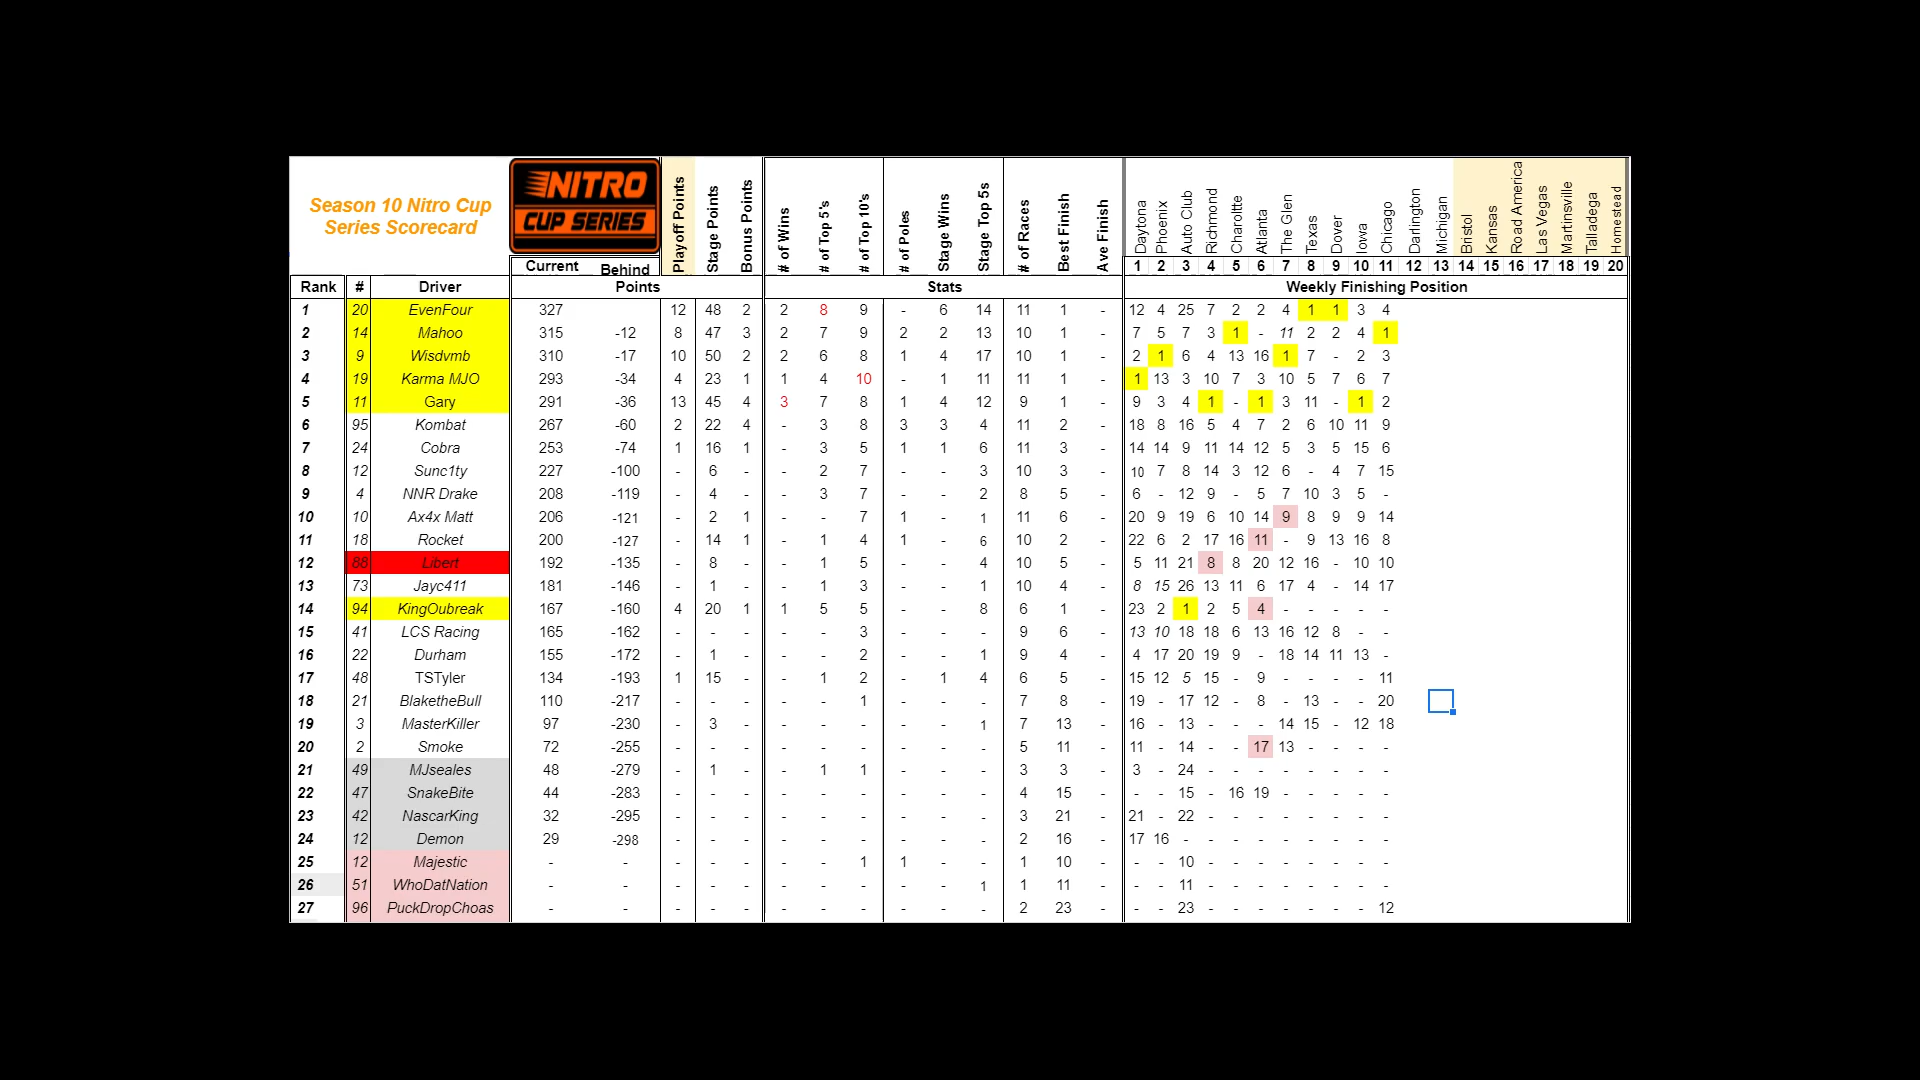 Season 10 Nitro Cup
Series Scorecard
NITRO
CUP SERIES
Current Behind
Playoff Points
Stage Points
Bonus Points
# of Wins
# of Top 5's
# of Top 10's
# of Poles
Stage Wins
Stage Top 5s
# of Races
Best Finish
Ave Finish
Daytona
Phoenix
Auto Club
Richmond
Charoltte
Atlanta
The Glen
Texas
Dover
Iowa
Chicago
Darlington
Michigan
Bristol
Kansas
Road America
Las Vegas
Martinsville
Talladega
Homestead
1 2 3 4 5 6 7 8 9 10 11 12 13 14 15 16 17 18 19 20
Rank # Driver Points Stats Weekly Finishing Position
1 20 EvenFour 327 12 48 2 2 8 9 - 6 14 11 1 - 12 4 25 7 2 2 4 1 1 3 4
2 14 Mahoo 315 -12 8 47 3 2 7 9 2 2 13 10 1 - 7 5 7 3 1 - 11 2 2 4 1
3 9 Wisdvmb 310 -17 10 50 2 2 6 8 1 4 17 10 1 - 2 1 6 4 13 16 1 7 - 2 3
4 19 Karma MJO 293 -34 4 23 1 1 4 10 - 1 11 11 1 - 1 13 3 10 7 3 10 5 7 6 7
5 11 Gary 291 -36 13 45 4 3 7 8 1 4 12 9 1 - 9 3 4 1 - 1 3 11 - 1 2
6 95 Kombat 267 -60 2 22 4 - 3 8 3 3 4 11 2 - 18 8 16 5 4 7 2 6 10 11 9
7 24 Cobra 253 -74 1 16 1 - 3 5 1 1 6 11 3 - 14 14 9 11 14 12 5 3 5 15 6
8 12 Sunc1ty 227 -100 - 6 - - 2 7 - - 3 10 3 - 10 7 8 14 3 12 6 - 4 7 15
9 4 NNR Drake 208 -119 - 4 - - 3 7 - - 2 8 5 - 6 - 12 9 - 5 7 10 3 5 -
10 10 Ax4x Matt 206 -121 - 2 1 - - 7 1 - 1 11 6 - 20 9 19 6 10 14 9 8 9 9 14
11 18 Rocket 200 -127 - 14 1 - 1 4 1 - 6 10 2 - 22 6 2 17 16 11 - 9 13 16 8
12 88 Libert 192 -135 - 8 - - 1 5 - - 4 10 5 - 5 11 21 8 8 20 12 16 - 10 10
13 73 Jayc411 181 -146 - 1 - - 1 3 - - 1 10 4 - 8 15 26 13 11 6 17 4 - 14 17
14 94 KingOubreak 167 -160 4 20 1 1 5 5 - - 8 6 1 - 23 2 1 2 5 4 - - - - -
15 41 LCS Racing 165 -162 - - - - - 3 - - - 9 6 - 13 10 18 18 6 13 16 12 8 - -
16 22 Durham 155 -172 - 1 - - - 2 - - 1 9 4 - 4 17 20 19 9 - 18 14 11 13 -
17 48 TSTyler 134 -193 1 15 - - 1 2 - 1 4 6 5 - 15 12 5 15 - 9 - - - - 11
18 21 BlaketheBull 110 -217 - - - - - 1 - - - 7 8 - 19 - 17 12 - 8 - 13 - - 20
19 3 MasterKiller 97 -230 - 3 - - - - - - 1 7 13 - 16 - 13 - - - 14 15 - 12 18
20 2 Smoke 72 -255 - - - - - - - - - 5 11 - 11 - 14 - - 17 13 - - - -
21 49 MJseales 48 -279 - 1 - - 1 1 - - - 3 3 - 3 - 24 - - - - - - - -
22 47 SnakeBite 44 -283 - - - - - - - - - 4 15 - - - 15 - 16 19 - - - - -
23 42 NascarKing 32 -295 - - - - - - - - - 3 21 - 21 - 22 - - - - - - - -
24 12 Demon 29 -298 - - - - - - - - - 2 16 - 17 16 - - - - - - - - -
25 12 Majestic - - - - - - - 1 1 - - 1 10 - - - 10 - - - - - - - -
26 51 WhoDatNation - - - - - - - - - - 1 1 11 - - - 11 - - - - - - - -
27 96 PuckDropChoas - - - - - - - - - - - 2 23 - - - 23 - - - - - - - 12